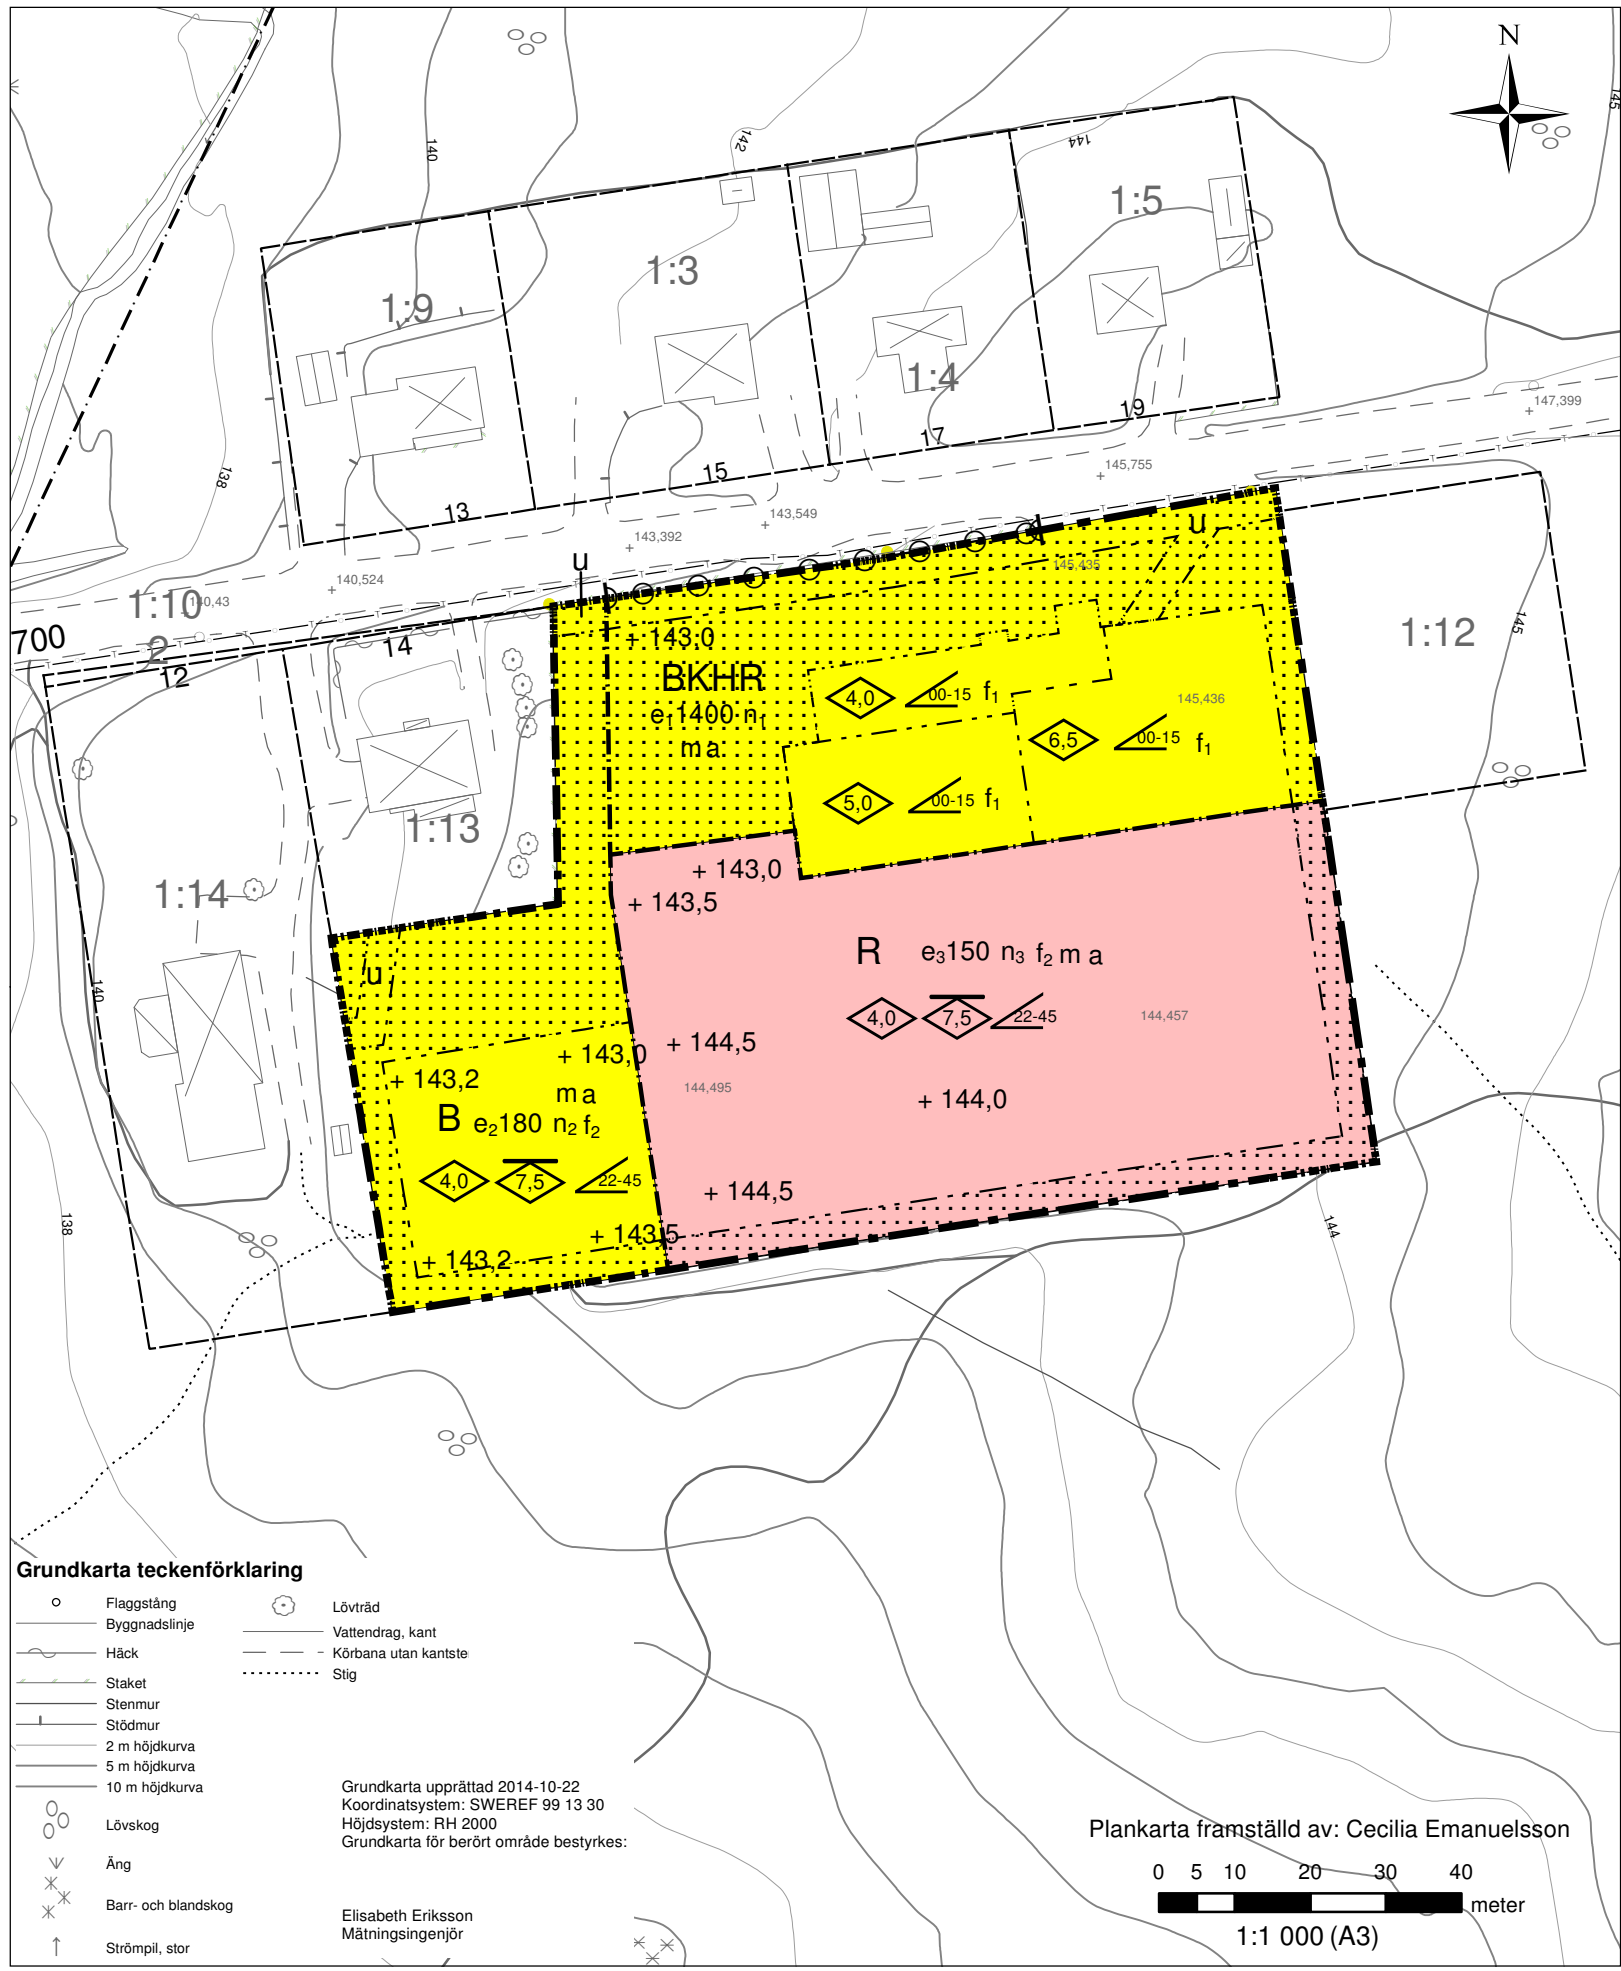 N
145
140
142
144
1:5
1:3
1:9
1:4
19
17
15
13
147,399
145,755
143,549
143,392
138
140,524
1:10
140,43
2
700
12
14
u
u
145,435
145
1:12
+ 143,0
BKHR
e1 1400 n1
m a
4,0 00-15 f1
145,436
6,5 00-15 f1
5,0 00-15 f1
1:13
1:14
+ 143,0
+ 143,5
R e3150 n3 f2 m a
4,0 7,5 22-45
144,457
u
140
+ 144,5
+ 143,0
+ 143,2
144,495
m a
+ 144,0
B e2180 n2 f2
4,0 7,5 22-45
+ 144,5
138
144
+ 143,5
+ 143,2
Grundkarta teckenförklaring
Flaggstång
Byggnadslinje
Häck
Staket
Stenmur
Stödmur
2 m höjdkurva
5 m höjdkurva
10 m höjdkurva
Lövskog
Äng
Barr- och blandskog
Strömpil, stor
Lövträd
Vattendrag, kant
Körbana utan kantste
Stig
Grundkarta upprättad 2014-10-22
Koordinatsystem: SWEREF 99 13 30
Höjdsystem: RH 2000
Grundkarta för berört område bestyrkes:
Elisabeth Eriksson
Mätningsingenjör
Plankarta framställd av: Cecilia Emanuelsson
0 5 10 20 30 40
meter
1:1 000 (A3)